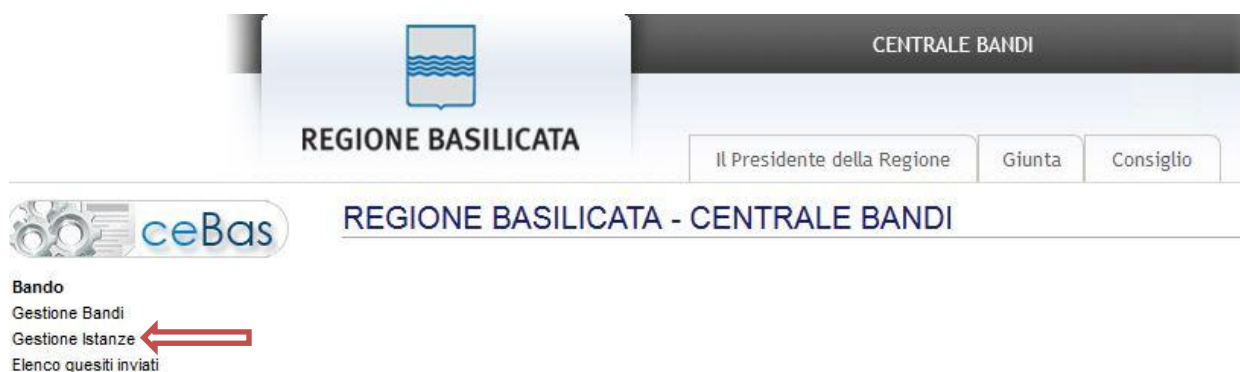 CENTRALE BANDI
REGIONE BASILICATA
Il Presidente della Regione
Giunta
Consiglio
ceBas
REGIONE BASILICATA - CENTRALE BANDI
Bando
Gestione Bandi
Gestione Istanze
Elenco quesiti inviati